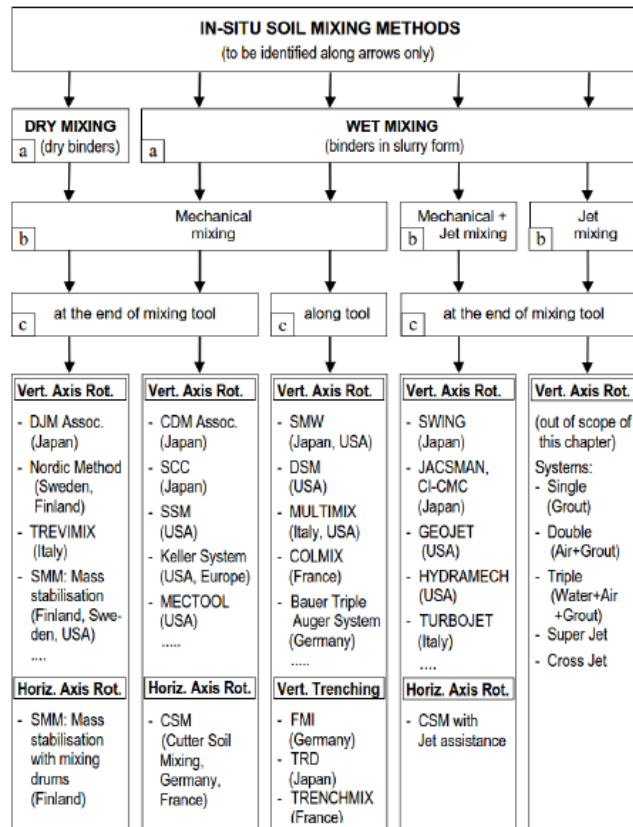 IN-SITU SOIL MIXING METHODS
(to be identified along arrows only)
DRY MIXING
a (dry binders)
WET MIXING
a (binders in slurry form)
Mechanical
b mixing
Mechanical +
b Jet mixing
Jet
b mixing
c at the end of mixing tool
c along tool
c at the end of mixing tool
Vert. Axis Rot.
- DJM Assoc.
(Japan)
- Nordic Method
(Sweden,
Finland)
- TREVIMIX
(Italy)
- SMM: Mass
stabilisation
(Finland, Swe-
den, USA)
....
Horiz. Axis Rot.
- SMM: Mass
stabilisation
with mixing
drums
(Finland)
Vert. Axis Rot.
- CDM Assoc.
(Japan)
- SCC
(Japan)
- SSM
(USA)
- Keller System
(USA, Europe)
- MECTOOL
(USA)
.....
Horiz. Axis Rot.
- CSM
(Cutter Soil
Mixing,
Germany,
France)
Vert. Axis Rot.
- SMW
(Japan, USA)
- DSM
(USA)
- MULTIMIX
(Italy, USA)
- COLMIX
(France)
- Bauer Triple
Auger System
(Germany)
.....
Vert. Trenching
- FMI
(Germany)
- TRD
(Japan)
- TRENCHMIX
(France)
Vert. Axis Rot.
- SWING
(Japan)
- JACSMAN,
CI-CMC
(Japan)
- GEOJET
(USA)
- HYDRAMECH
(USA)
- TURBOJET
(Italy)
....
Horiz. Axis Rot.
- CSM with
Jet assistance
Vert. Axis Rot.
(out of scope of
this chapter)
Systems:
- Single
(Grout)
- Double
(Air+Grout)
- Triple
(Water+Air
+Grout)
- Super Jet
- Cross Jet